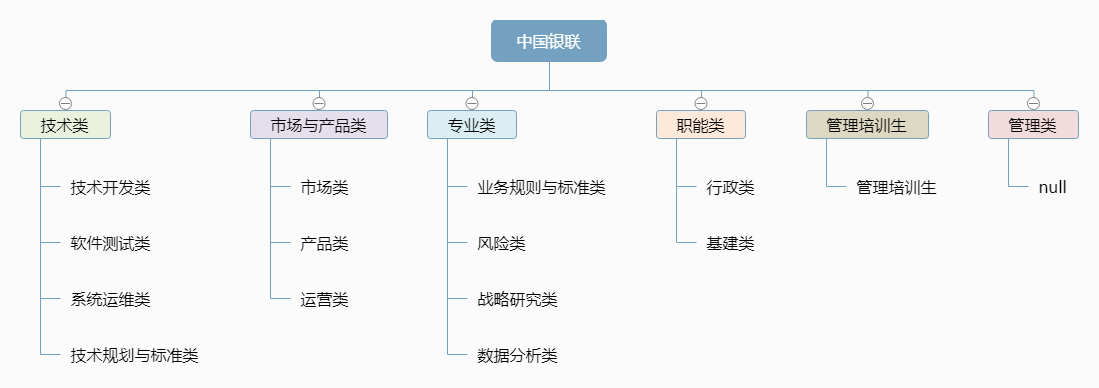 中国银联
技术类
市场与产品类
专业类
职能类
管理培训生
管理类
技术开发类
市场类
业务规则与标准类
行政类
管理培训生
null
软件测试类
产品类
风险类
基建类
系统运维类
运营类
战略研究类
技术规划与标准类
数据分析类